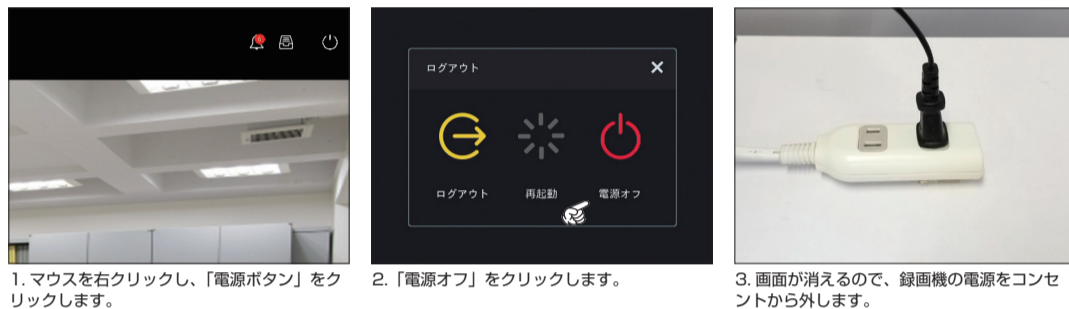 6
ログアウト
ログアウト
再起動
電源オフ
1. マウスを右クリックし、「電源ボタン」をク
リックします。
2.「電源オフ」をクリックします。
3. 画面が消えるので、録画機の電源をコンセ
ントから外します。